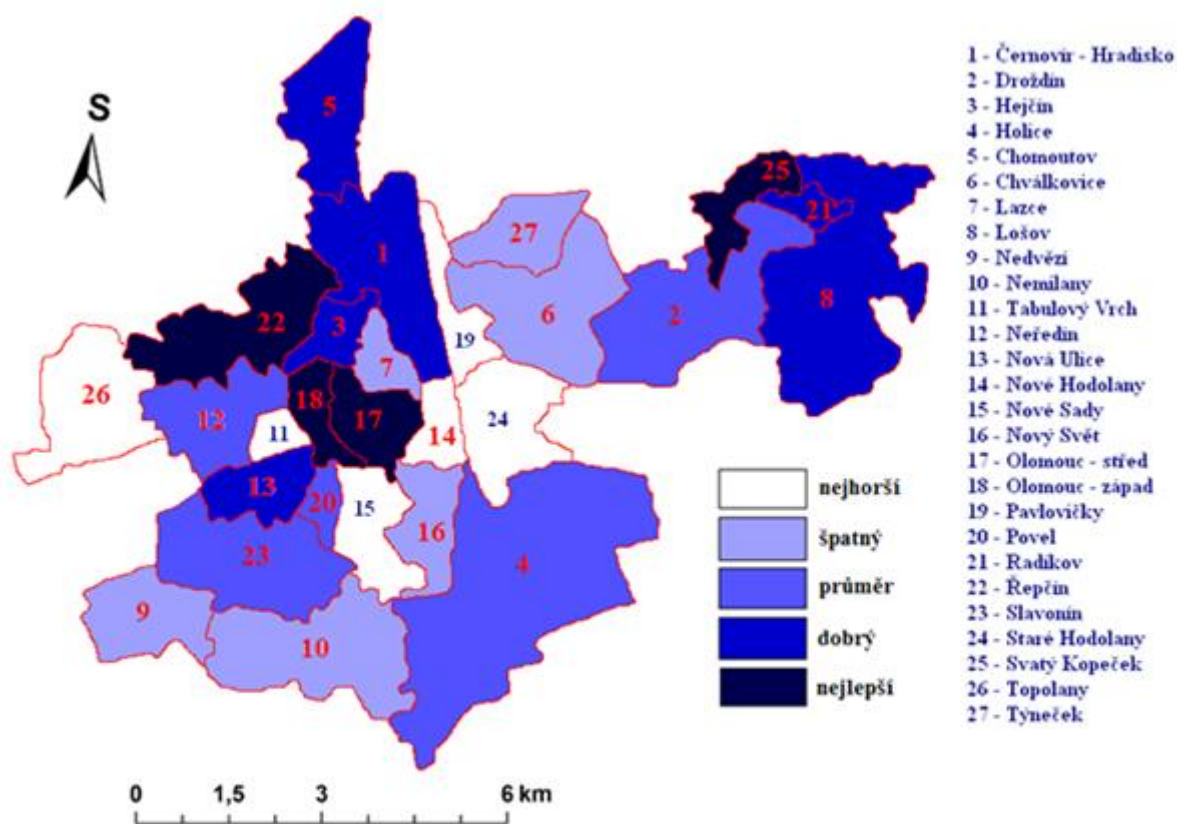 S
5
1
27
25
21
8
6
2
22
3
19
7
26
18
17
12
11
14
24
13
20
15
16
23
4
9
10
nejhorší
špatný
průměr
dobrý
nejlepší
0 1,5 3 6 km
1 - Černovír - Hradisko
2 - Droždín
3 - Hejčín
4 - Holice
5 - Chomoutov
6 - Chválkovice
7 - Lazce
8 - Lošov
9 - Nedvězí
10 - Nemilany
11 - Tabulový Vrch
12 - Neředín
13 - Nová Ulice
14 - Nové Hodolany
15 - Nové Sady
16 - Nový Svět
17 - Olomouc - střed
18 - Olomouc - západ
19 - Pavlovičky
20 - Povel
21 - Radíkov
22 - Řepčín
23 - Slavonín
24 - Staré Hodolany
25 - Svatý Kopeček
26 - Topolany
27 - Týneček